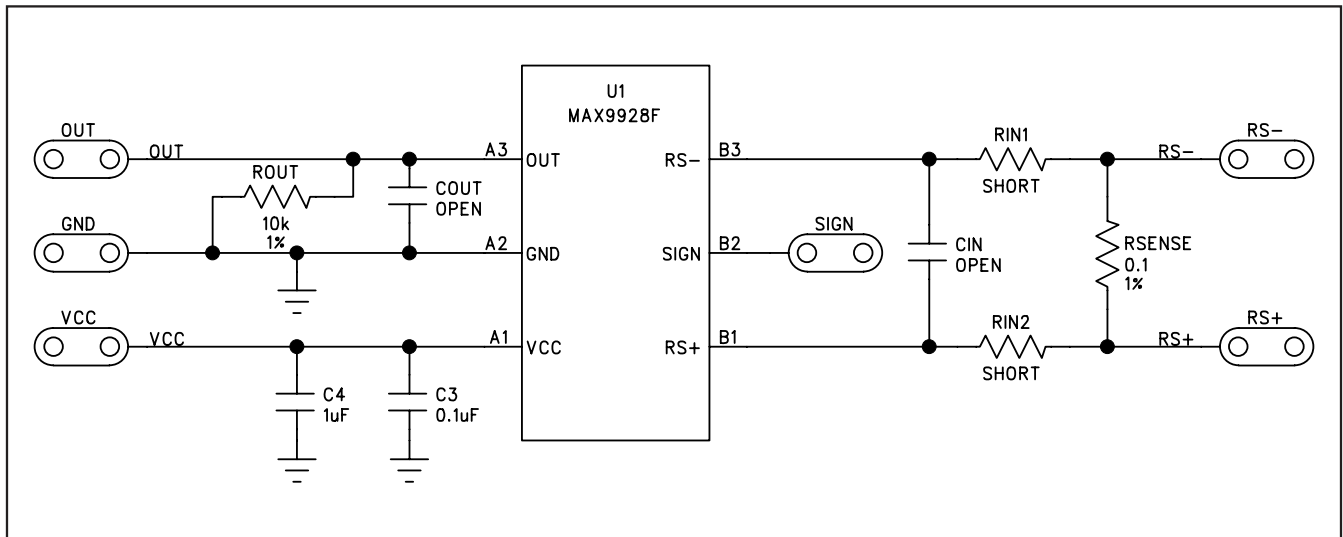 U1
MAX9928F
OUT
OUT
A3
OUT
ROUT
10k
1%
COUT
OPEN
GND
A2
GND
VCC
VCC
A1
VCC
C4
1uF
C3
0.1uF
RS-
B3
RIN1
SHORT
RS-
RS-
SIGN
B2
SIGN
CIN
OPEN
RSENSE
0.1
1%
RS+
B1
RIN2
SHORT
RS+
RS+